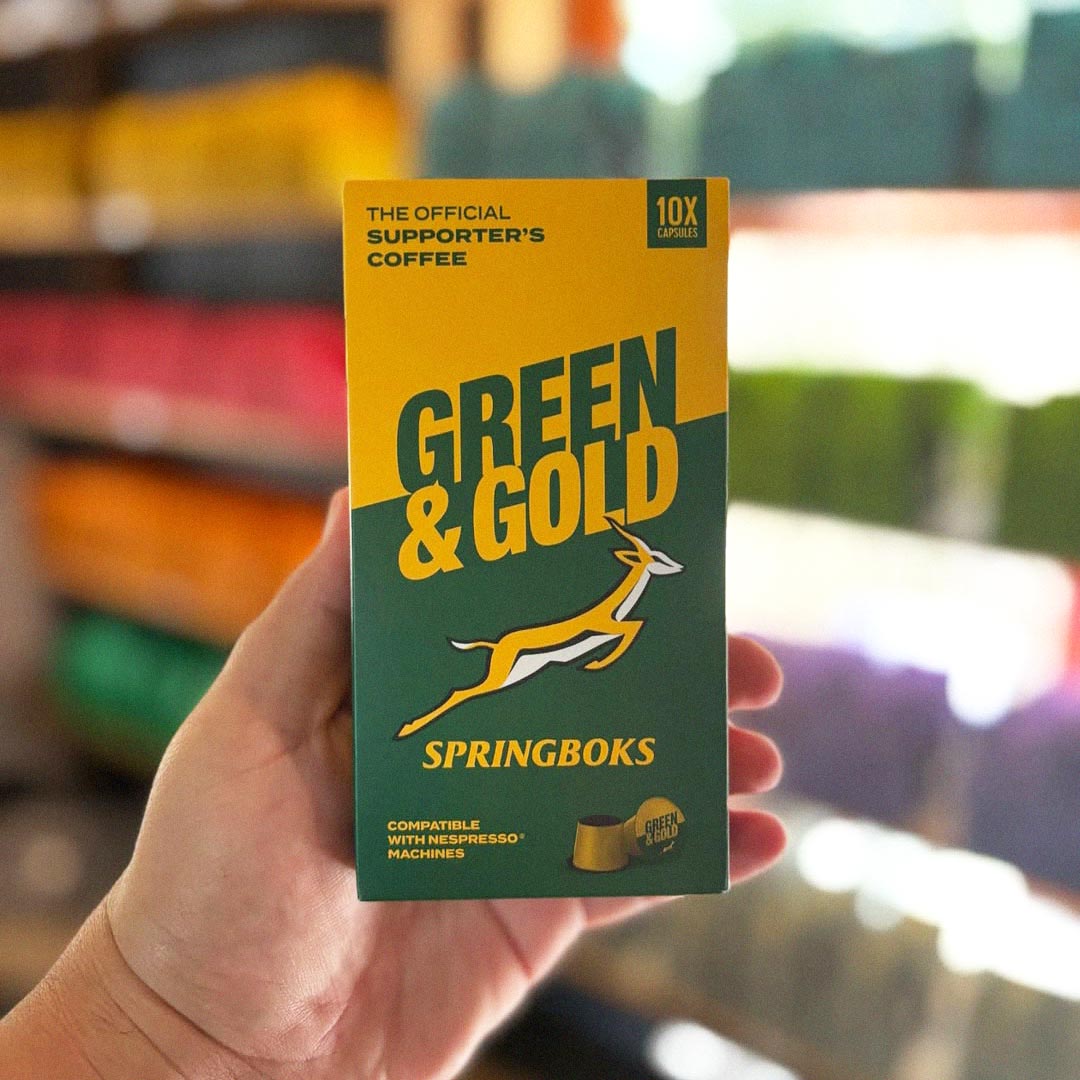 THE OFFICIAL
SUPPORTER'S
COFFEE
10X
CAPSULES
GREEN
& GOLD
SPRINGBOKS
COMPATIBLE
WITH NESPRESSO®
MACHINES
GREEN
& GOLD